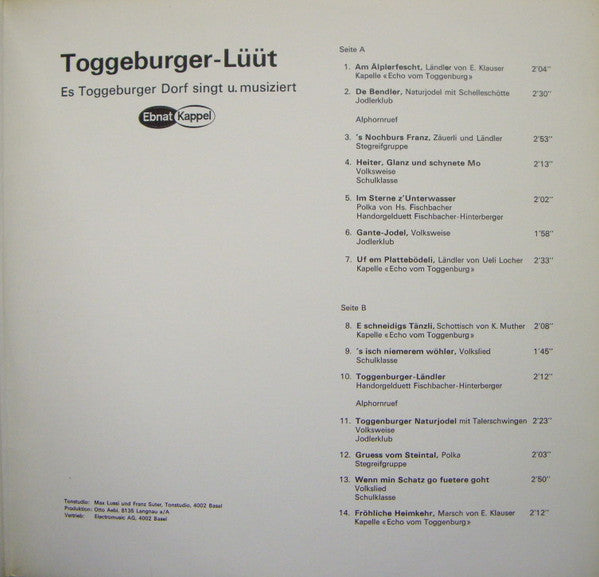 Toggeburger-Lüüt
Es Toggeburger Dorf singt u. musiziert
Ebnat Kappel
Seite A
1. Am Älplerfescht, Ländler von E. Klauser 2'04"
Kapelle «Echo vom Toggenburg»
2. De Bendler, Naturjodel mit Schelleschötte 2'30"
Jodlerklub
Alphornruef
3. 's Nochburs Franz, Zäuerli und Ländler 2'53"
Stegreifgruppe
4. Heiter, Glanz und schynete Mo 2'13"
Volksweise
Schulklasse
5. Im Sterne z'Unterwasser 2'02"
Polka von Hs. Fischbacher
Handorgelduett Fischbacher-Hinterberger
6. Gante-Jodel, Volksweise 1'58"
Jodlerklub
7. Uf em Plattebödeli, Ländler von Ueli Locher 2'33"
Kapelle «Echo vom Toggenburg»
Seite B
8. E schneidigs Tänzli, Schottisch von K. Muther 2'08"
Kapelle «Echo vom Toggenburg»
9. 's isch niemerem wöhler, Volkslied 1'45"
Schulklasse
10. Toggenburger-Ländler 2'12"
Handorgelduett Fischbacher-Hinterberger
Alphornruef
11. Toggenburger Naturjodel mit Talerschwingen 2'23"
Volksweise
Jodlerklub
12. Gruess vom Steintal, Polka 2'03"
Stegreifgruppe
13. Wenn min Schatz go fuetere goht 2'50"
Volkslied
Schulklasse
14. Fröhliche Heimkehr, Marsch von E. Klauser 2'12"
Kapelle «Echo vom Toggenburg»
Tonstudio: Max Lussi und Franz Suter, Tonstudio, 4002 Basel
Produktion: Otto Aebi, 8135 Langnau a/A
Vertrieb: Electromusic AG, 4002 Basel